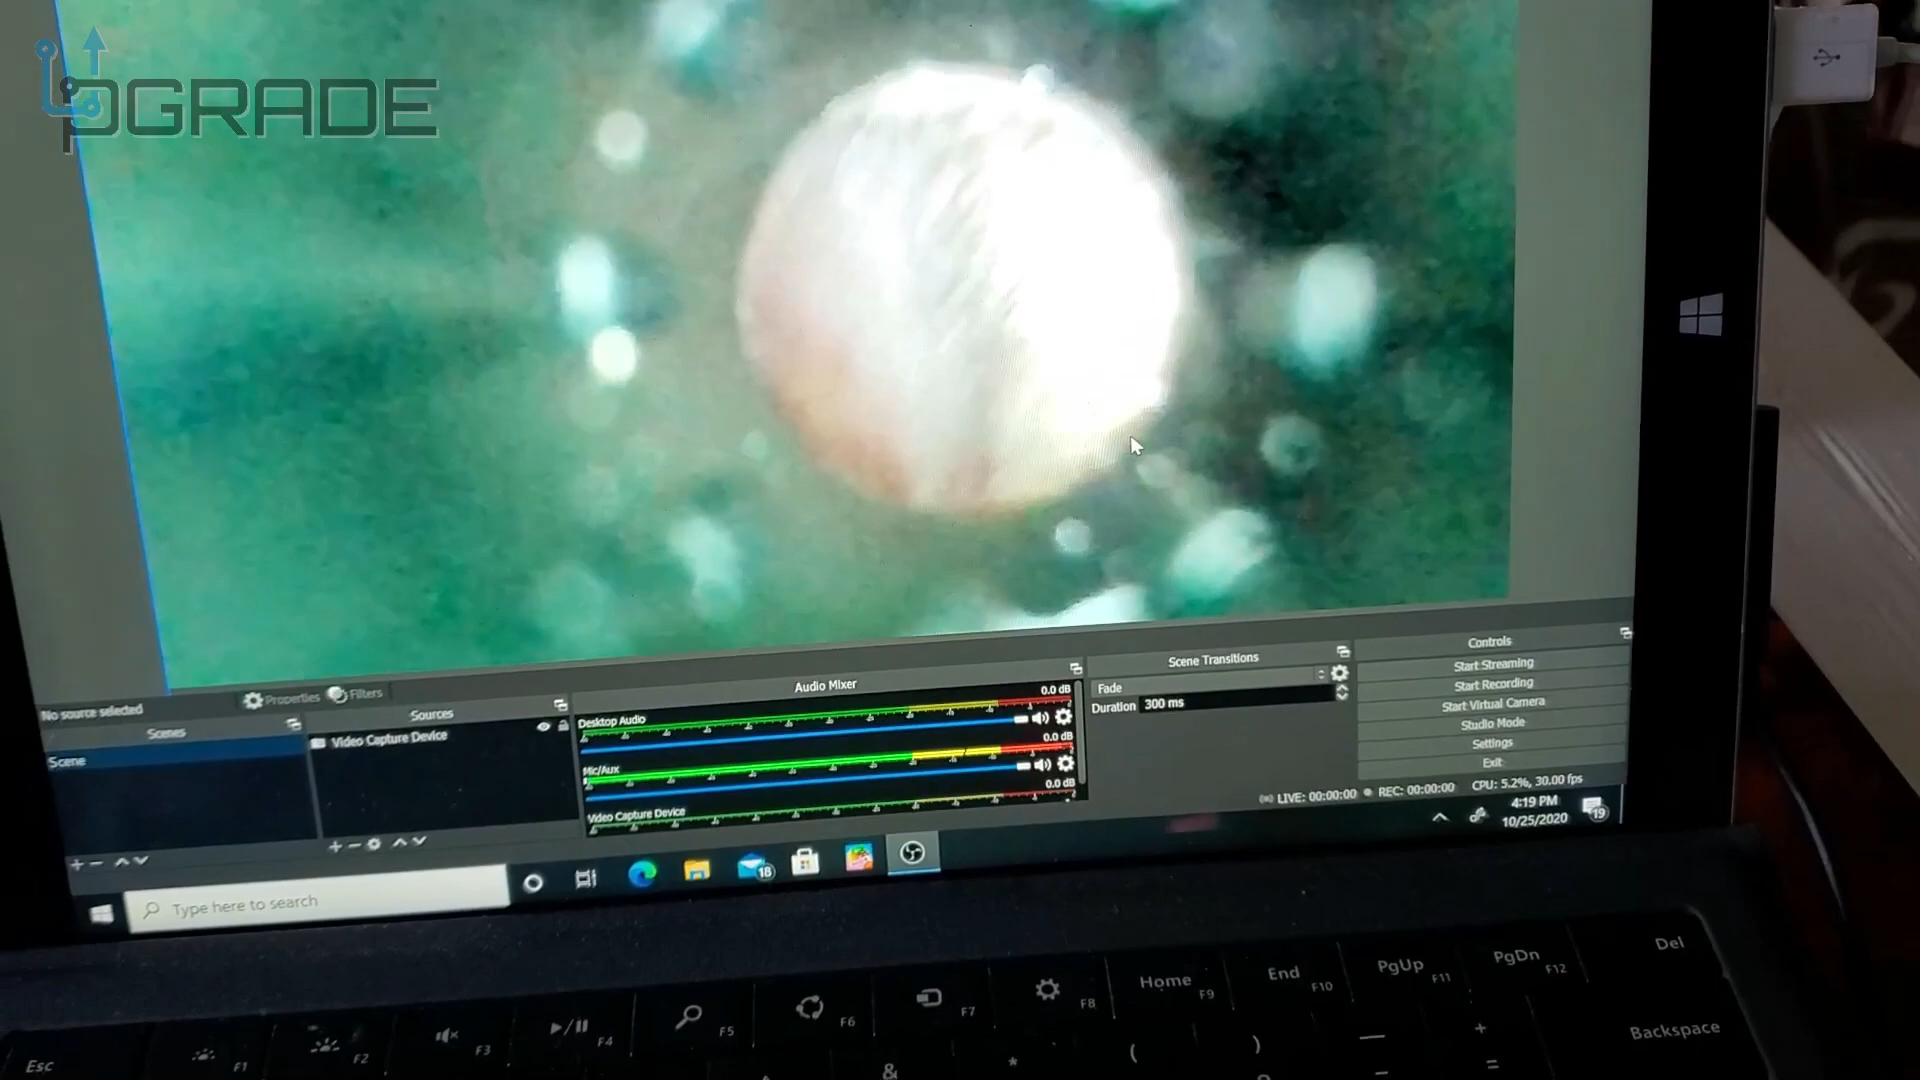 UPGRADE
No source selected
Properties
Filters
Scenes
Scene
Sources
Video Capture Device
Audio Mixer
Desktop Audio
0.0 dB
Mic/Aux
0.0 dB
Video Capture Device
0.0 dB
Scene Transitions
Fade
Duration 300 ms
Controls
Start Streaming
Start Recording
Start Virtual Camera
Studio Mode
Settings
Exit
LIVE: 00:00:00
REC: 00:00:00
CPU: 5.2%, 30.00 fps
Type here to search
18
4:19 PM
10/25/2020
19
Esc
F1
F2
F3
F4
F5
F6
F7
F8
Home F9
End F10
PgUp F11
PgDn F12
Del
&
*
(
)
—
+
=
Backspace